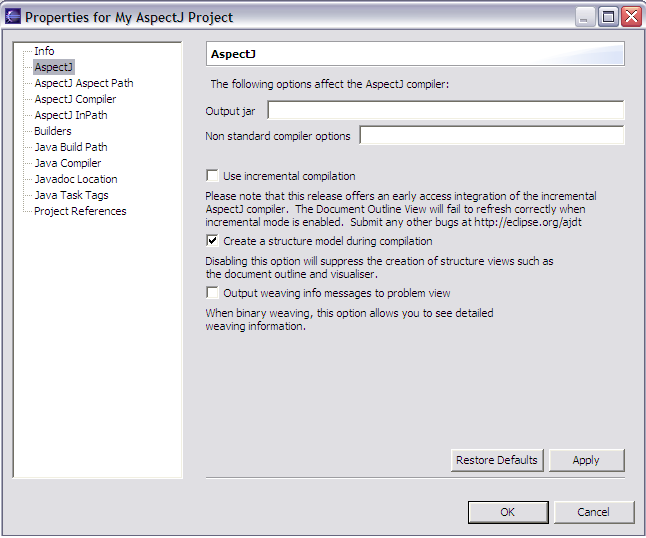 Properties for My AspectJ Project
Info
AspectJ
AspectJ Aspect Path
AspectJ Compiler
AspectJ InPath
Builders
Java Build Path
Java Compiler
Javadoc Location
Java Task Tags
Project References
AspectJ
The following options affect the AspectJ compiler:
Output jar
Non standard compiler options
Use incremental compilation
Please note that this release offers an early access integration of the incremental
AspectJ compiler.  The Document Outline View will fail to refresh correctly when
incremental mode is enabled.  Submit any other bugs at http://eclipse.org/ajdt
Create a structure model during compilation
Disabling this option will suppress the creation of structure views such as
the document outline and visualiser.
Output weaving info messages to problem view
When binary weaving, this option allows you to see detailed
weaving information.
Restore Defaults
Apply
OK
Cancel